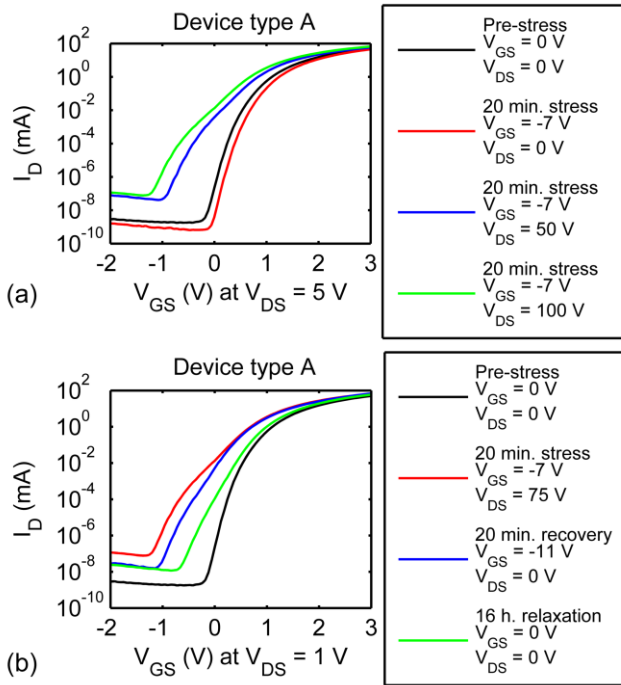 Device type A
10^2
10^0
10^-2
10^-4
10^-6
10^-8
10^-10
I_D (mA)
-2 -1 0 1 2 3
V_GS (V) at V_DS = 5 V
(a)
Pre-stress
V_GS = 0 V
V_DS = 0 V
20 min. stress
V_GS = -7 V
V_DS = 0 V
20 min. stress
V_GS = -7 V
V_DS = 50 V
20 min. stress
V_GS = -7 V
V_DS = 100 V
Device type A
10^2
10^0
10^-2
10^-4
10^-6
10^-8
10^-10
I_D (mA)
-2 -1 0 1 2 3
V_GS (V) at V_DS = 1 V
(b)
Pre-stress
V_GS = 0 V
V_DS = 0 V
20 min. stress
V_GS = -7 V
V_DS = 75 V
20 min. recovery
V_GS = -11 V
V_DS = 0 V
16 h. relaxation
V_GS = 0 V
V_DS = 0 V